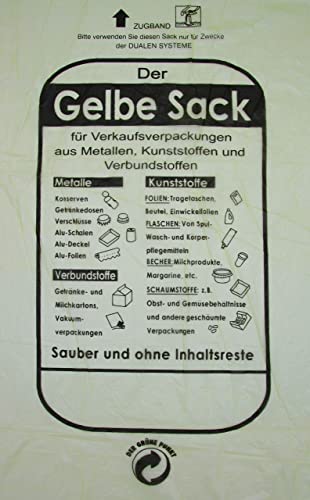 ZUGBAND
Bitte verwenden Sie diesen Sack nur für Zwecke
der DUALEN SYSTEME
Der
Gelbe Sack
für Verkaufsverpackungen
aus Metallen, Kunststoffen und
Verbundstoffen
Metalle
Konserven
Getränkedosen
Verschlüsse
Alu-Schalen
Alu-Deckel
Alu-Folien
Verbundstoffe
Getränke- und
Milchkartons,
Vakuum-
verpackungen
Kunststoffe
FOLIEN: Tragetaschen,
Beutel, Einwickelfolien
FLASCHEN: Von Spül-
Wasch- und Körper-
pflegemitteln
BECHER: Milchprodukte,
Margarine, etc.
SCHAUMSTOFFE: z.B.
Obst- und Gemüsebehältnisse
und andere geschäumte
Verpackungen
Sauber und ohne Inhaltsreste
DER GRÜNE PUNKT